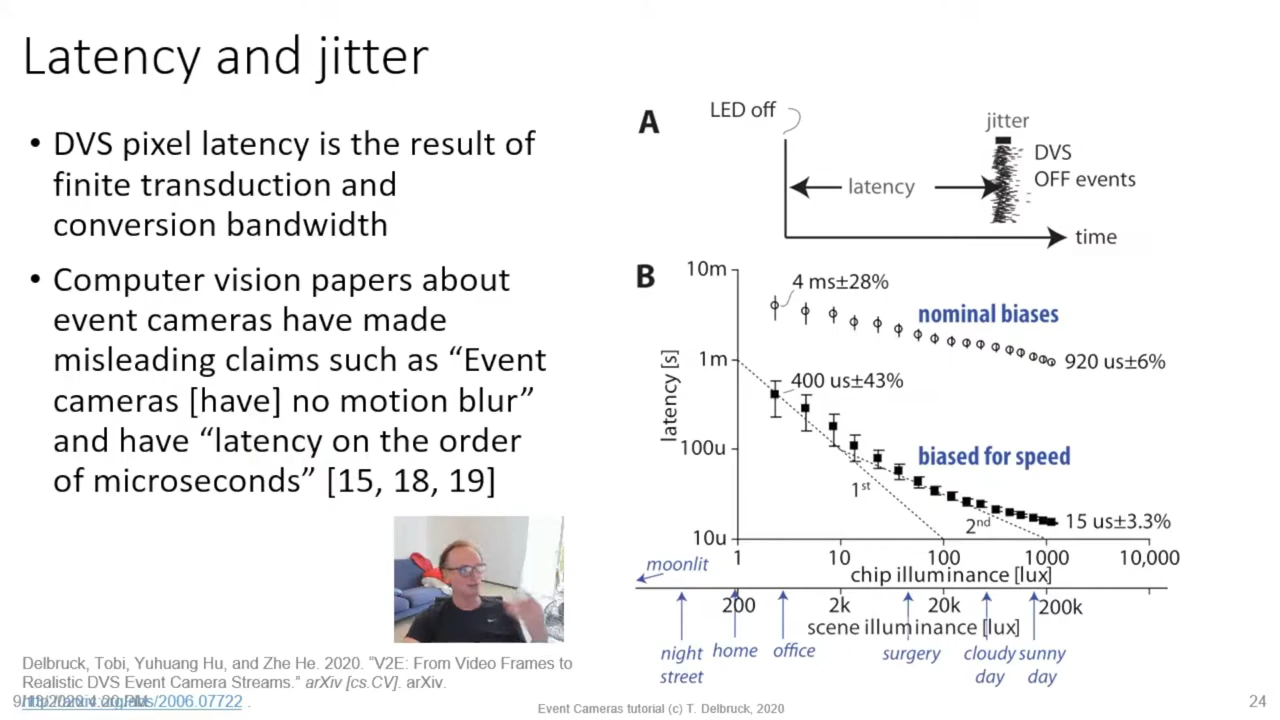 Latency and jitter
• DVS pixel latency is the result of
finite transduction and
conversion bandwidth
• Computer vision papers about
event cameras have made
misleading claims such as “Event
cameras [have] no motion blur”
and have “latency on the order
of microseconds” [15, 18, 19]
A
LED off
jitter
DVS
OFF events
latency
time
B
10m
1m
100u
10u
latency [s]
4 ms±28%
nominal biases
920 us±6%
400 us±43%
biased for speed
1st
2nd
15 us±3.3%
1 10 100 1000 10,000
chip illuminance [lux]
moonlit
200 2k 20k 200k
scene illuminance [lux]
night
street
home
office
surgery
cloudy
day
sunny
day
Delbruck, Tobi, Yuhuang Hu, and Zhe He. 2020. “V2E: From Video Frames to
Realistic DVS Event Camera Streams.” arXiv [cs.CV]. arXiv.
/2006.07722 .
Event Cameras tutorial (c) T. Delbruck, 2020
24